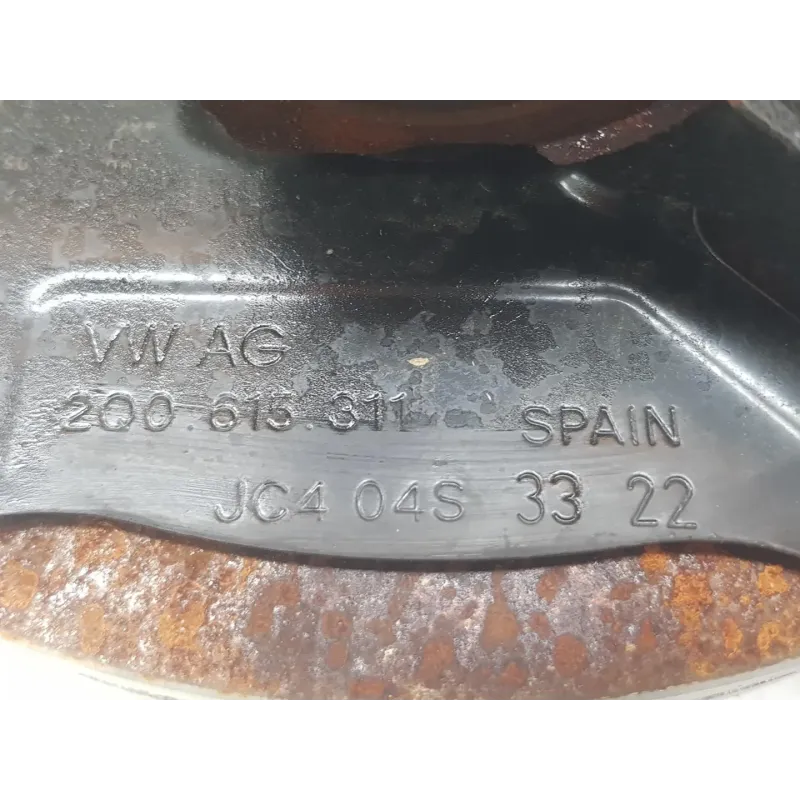 VW AG
2Q0.615.311
SPAIN
JC4 04S 33 22